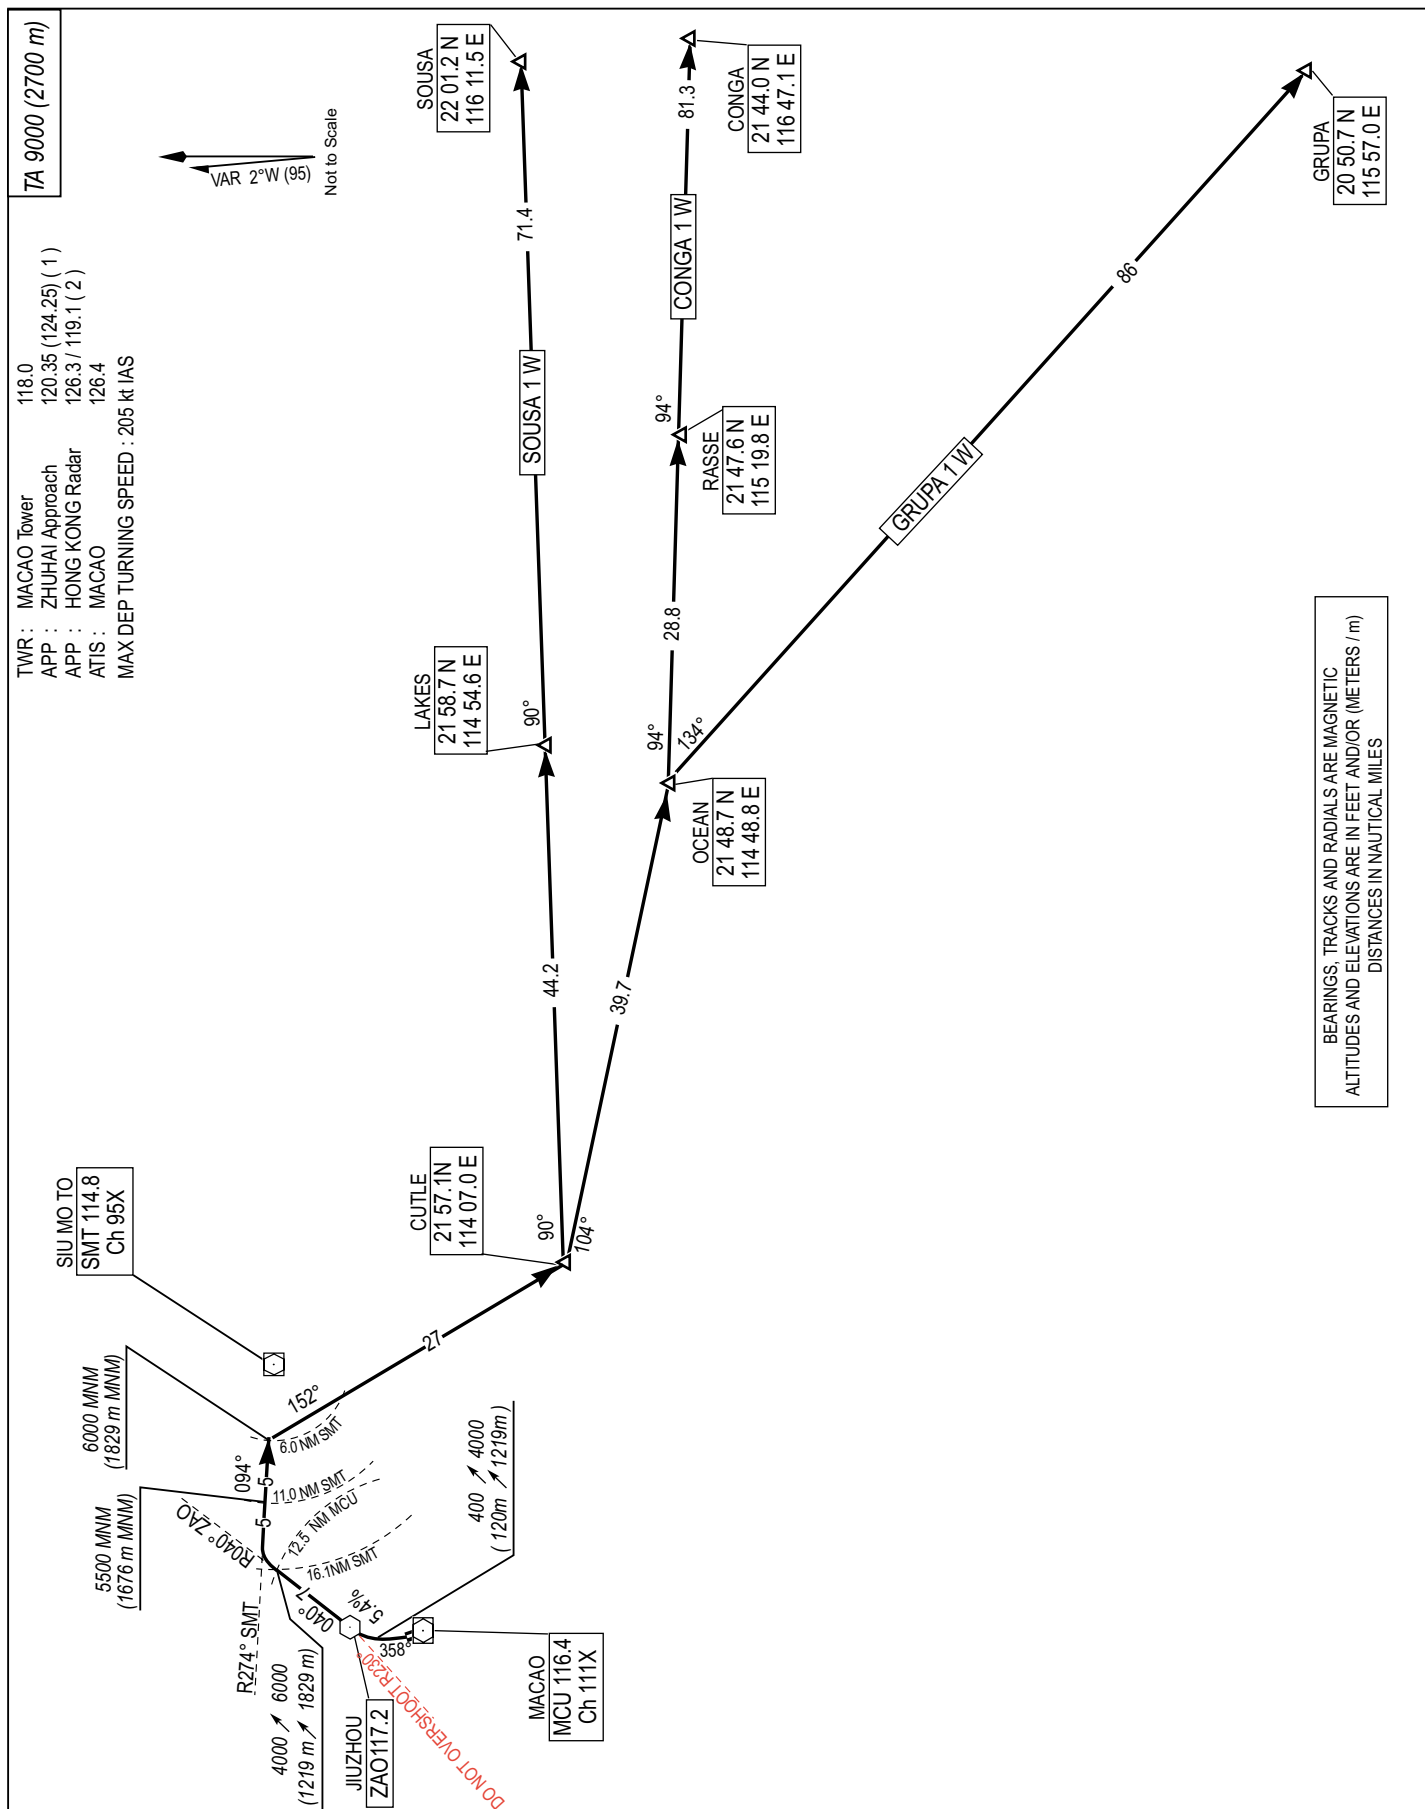 TA 9000 (2700 m)
TWR : MACAO Tower 118.0
APP : ZHUHAI Approach 120.35 (124.25) ( 1 )
APP : HONG KONG Radar 126.3 / 119.1 ( 2 )
ATIS : MACAO 126.4
MAX DEP TURNING SPEED : 205 kt IAS
VAR 2°W (95)
Not to Scale
SIU MO TO
SMT 114.8
Ch 95X
6000 MNM
(1829 m MNM)
5500 MNM
(1676 m MNM)
R040° ZAO
R274° SMT
4000 6000
(1219 m 1829 m)
JIUZHOU
ZAO117.2
DO NOT OVERSHOOT R230°
MACAO
MCU 116.4
Ch 111X
358°
5.4%
040°
7
5
5
094°
152°
6.0 NM SMT
11.0 NM SMT
12.5 NM MCU
16.1NM SMT
400 4000
( 120m 1219m )
27
CUTLE
21 57.1N
114 07.0 E
90°
104°
44.2
39.7
LAKES
21 58.7 N
114 54.6 E
90°
SOUSA 1 W
71.4
SOUSA
22 01.2 N
116 11.5 E
OCEAN
21 48.7 N
114 48.8 E
94°
134°
28.8
RASSE
21 47.6 N
115 19.8 E
94°
CONGA 1 W
81.3
CONGA
21 44.0 N
116 47.1 E
GRUPA 1 W
86
GRUPA
20 50.7 N
115 57.0 E
BEARINGS, TRACKS AND RADIALS ARE MAGNETIC
ALTITUDES AND ELEVATIONS ARE IN FEET AND/OR (METERS / m)
DISTANCES IN NAUTICAL MILES